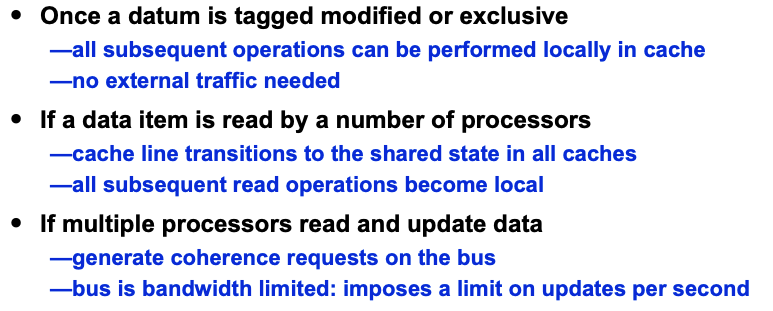 • Once a datum is tagged modified or exclusive
—all subsequent operations can be performed locally in cache
—no external traffic needed
• If a data item is read by a number of processors
—cache line transitions to the shared state in all caches
—all subsequent read operations become local
• If multiple processors read and update data
—generate coherence requests on the bus
—bus is bandwidth limited: imposes a limit on updates per second